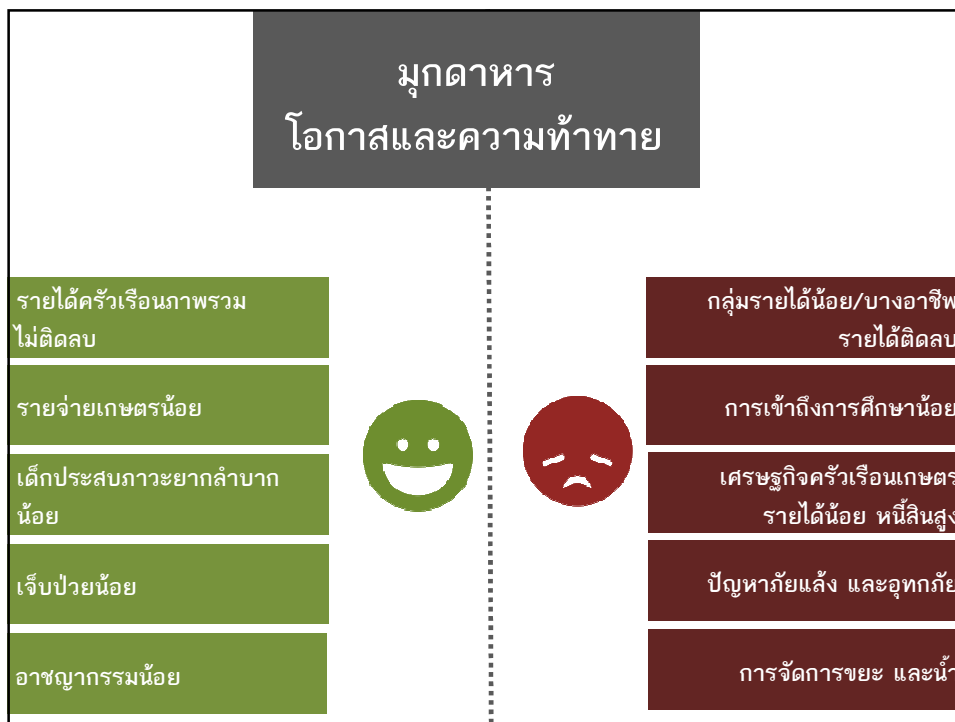 มุกดาหาร
โอกาสและความท้าทาย
รายได้ครัวเรือนภาพรวม
ไม่ติดลบ
รายจ่ายเกษตรน้อย
เด็กประสบภาวะยากลำบาก
น้อย
เจ็บป่วยน้อย
อาชญากรรมน้อย
กลุ่มรายได้น้อย/บางอาชีพ
รายได้ติดลบ
การเข้าถึงการศึกษาน้อย
เศรษฐกิจครัวเรือนเกษตร
รายได้น้อย หนี้สินสูง
ปัญหาภัยแล้ง และอุทกภัย
การจัดการขยะ และน้ำ